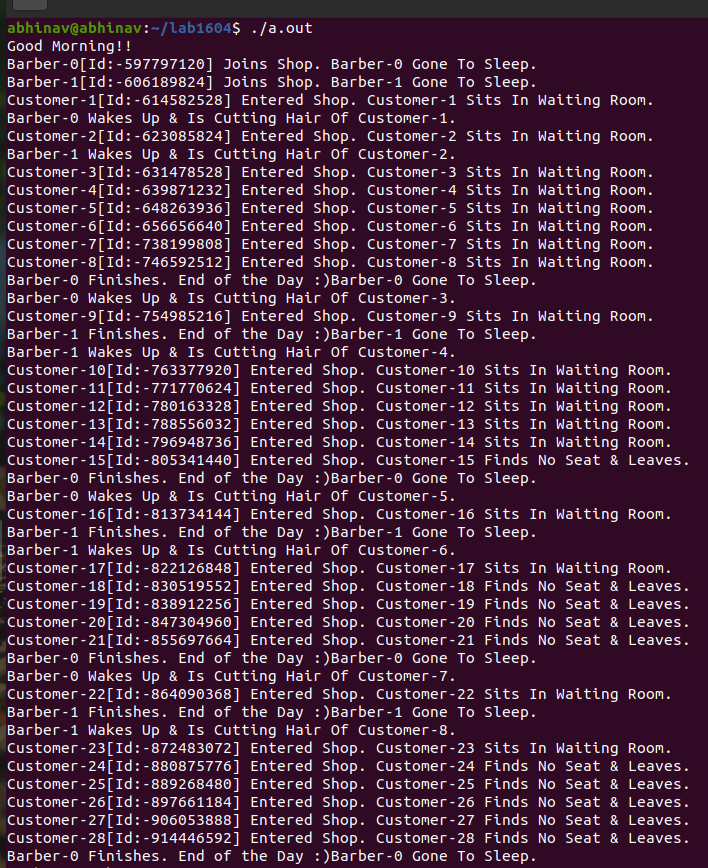 abhinav@abhinav:~/lab1604$ ./a.out
Good Morning!!
Barber-0[Id:-597797120] Joins Shop. Barber-0 Gone To Sleep.
Barber-1[Id:-606189824] Joins Shop. Barber-1 Gone To Sleep.
Customer-1[Id:-614582528] Entered Shop. Customer-1 Sits In Waiting Room.
Barber-0 Wakes Up & Is Cutting Hair Of Customer-1.
Customer-2[Id:-623085824] Entered Shop. Customer-2 Sits In Waiting Room.
Barber-1 Wakes Up & Is Cutting Hair Of Customer-2.
Customer-3[Id:-631478528] Entered Shop. Customer-3 Sits In Waiting Room.
Customer-4[Id:-639871232] Entered Shop. Customer-4 Sits In Waiting Room.
Customer-5[Id:-648263936] Entered Shop. Customer-5 Sits In Waiting Room.
Customer-6[Id:-656656640] Entered Shop. Customer-6 Sits In Waiting Room.
Customer-7[Id:-738199808] Entered Shop. Customer-7 Sits In Waiting Room.
Customer-8[Id:-746592512] Entered Shop. Customer-8 Sits In Waiting Room.
Barber-0 Finishes. End of the Day :)Barber-0 Gone To Sleep.
Barber-0 Wakes Up & Is Cutting Hair Of Customer-3.
Customer-9[Id:-754985216] Entered Shop. Customer-9 Sits In Waiting Room.
Barber-1 Finishes. End of the Day :)Barber-1 Gone To Sleep.
Barber-1 Wakes Up & Is Cutting Hair Of Customer-4.
Customer-10[Id:-763377920] Entered Shop. Customer-10 Sits In Waiting Room.
Customer-11[Id:-771770624] Entered Shop. Customer-11 Sits In Waiting Room.
Customer-12[Id:-780163328] Entered Shop. Customer-12 Sits In Waiting Room.
Customer-13[Id:-788556032] Entered Shop. Customer-13 Sits In Waiting Room.
Customer-14[Id:-796948736] Entered Shop. Customer-14 Sits In Waiting Room.
Customer-15[Id:-805341440] Entered Shop. Customer-15 Finds No Seat & Leaves.
Barber-0 Finishes. End of the Day :)Barber-0 Gone To Sleep.
Barber-0 Wakes Up & Is Cutting Hair Of Customer-5.
Customer-16[Id:-813734144] Entered Shop. Customer-16 Sits In Waiting Room.
Barber-1 Finishes. End of the Day :)Barber-1 Gone To Sleep.
Barber-1 Wakes Up & Is Cutting Hair Of Customer-6.
Customer-17[Id:-822126848] Entered Shop. Customer-17 Sits In Waiting Room.
Customer-18[Id:-830519552] Entered Shop. Customer-18 Finds No Seat & Leaves.
Customer-19[Id:-838912256] Entered Shop. Customer-19 Finds No Seat & Leaves.
Customer-20[Id:-847304960] Entered Shop. Customer-20 Finds No Seat & Leaves.
Customer-21[Id:-855697664] Entered Shop. Customer-21 Finds No Seat & Leaves.
Barber-0 Finishes. End of the Day :)Barber-0 Gone To Sleep.
Barber-0 Wakes Up & Is Cutting Hair Of Customer-7.
Customer-22[Id:-864090368] Entered Shop. Customer-22 Sits In Waiting Room.
Barber-1 Finishes. End of the Day :)Barber-1 Gone To Sleep.
Barber-1 Wakes Up & Is Cutting Hair Of Customer-8.
Customer-23[Id:-872483072] Entered Shop. Customer-23 Sits In Waiting Room.
Customer-24[Id:-880875776] Entered Shop. Customer-24 Finds No Seat & Leaves.
Customer-25[Id:-889268480] Entered Shop. Customer-25 Finds No Seat & Leaves.
Customer-26[Id:-897661184] Entered Shop. Customer-26 Finds No Seat & Leaves.
Customer-27[Id:-906053888] Entered Shop. Customer-27 Finds No Seat & Leaves.
Customer-28[Id:-914446592] Entered Shop. Customer-28 Finds No Seat & Leaves.
Barber-0 Finishes. End of the Day :)Barber-0 Gone To Sleep.